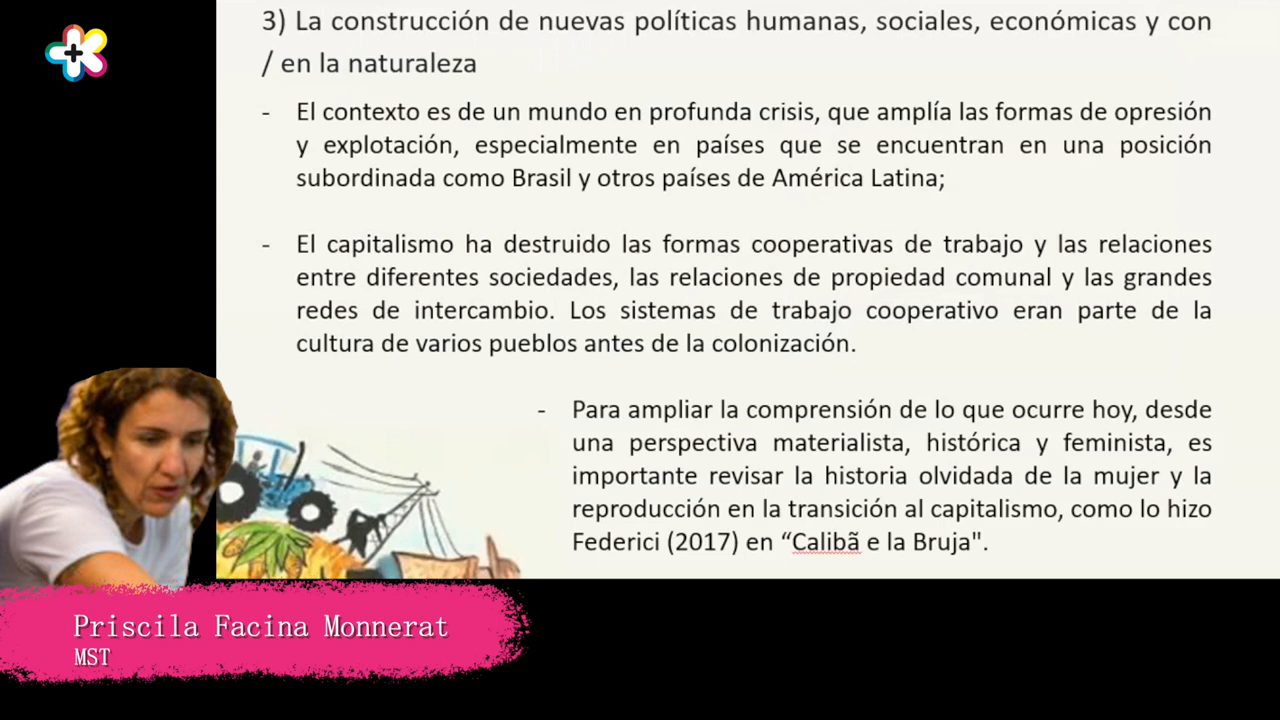 3) La construcción de nuevas políticas humanas, sociales, económicas y con
/ en la naturaleza
- El contexto es de un mundo en profunda crisis, que amplía las formas de opresión
y explotación, especialmente en países que se encuentran en una posición
subordinada como Brasil y otros países de América Latina;
- El capitalismo ha destruido las formas cooperativas de trabajo y las relaciones
entre diferentes sociedades, las relaciones de propiedad comunal y las grandes
redes de intercambio. Los sistemas de trabajo cooperativo eran parte de la
cultura de varios pueblos antes de la colonización.
- Para ampliar la comprensión de lo que ocurre hoy, desde
una perspectiva materialista, histórica y feminista, es
importante revisar la historia olvidada de la mujer y la
reproducción en la transición al capitalismo, como lo hizo
Federici (2017) en “Calibã e la Bruja".
Priscila Facina Monnerat
MST